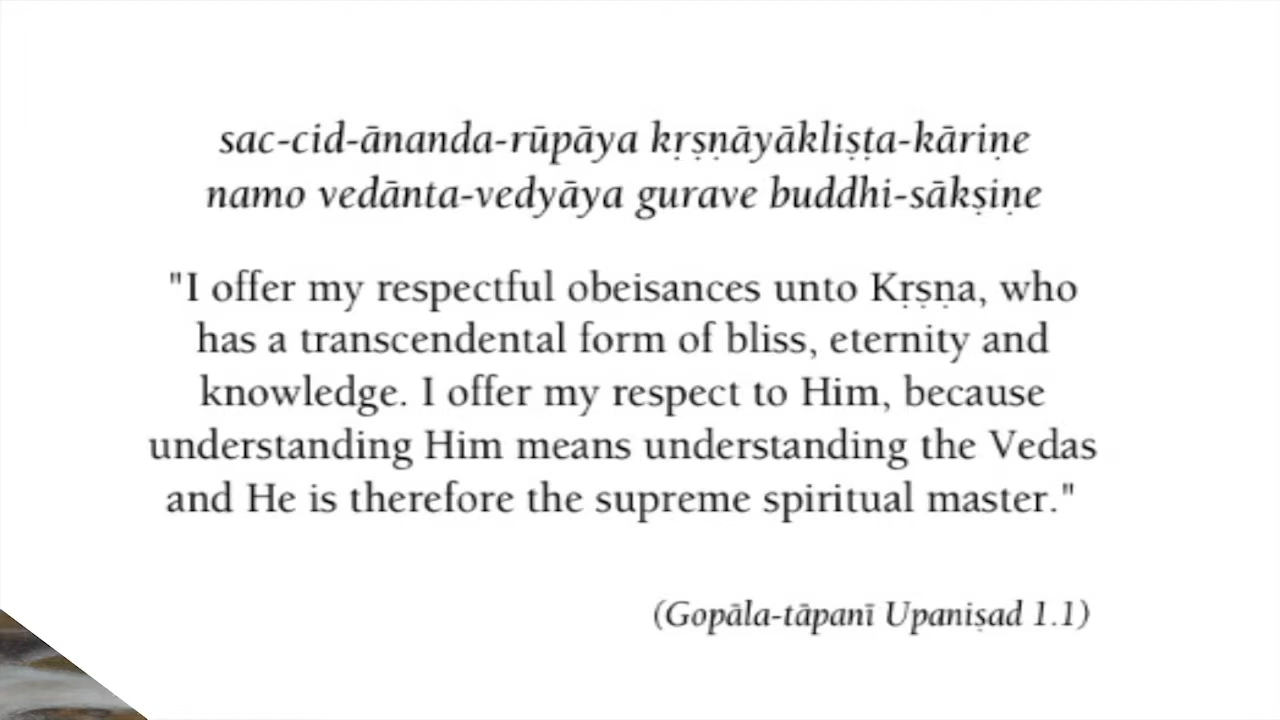 sac-cid-ānanda-rūpāya kṛṣṇāyākliṣṭa-kāriṇe
namo vedānta-vedyāya gurave buddhi-sākṣiṇe
"I offer my respectful obeisances unto Kṛṣṇa, who
has a transcendental form of bliss, eternity and
knowledge. I offer my respect to Him, because
understanding Him means understanding the Vedas
and He is therefore the supreme spiritual master."
(Gopāla-tāpanī Upaniṣad 1.1)